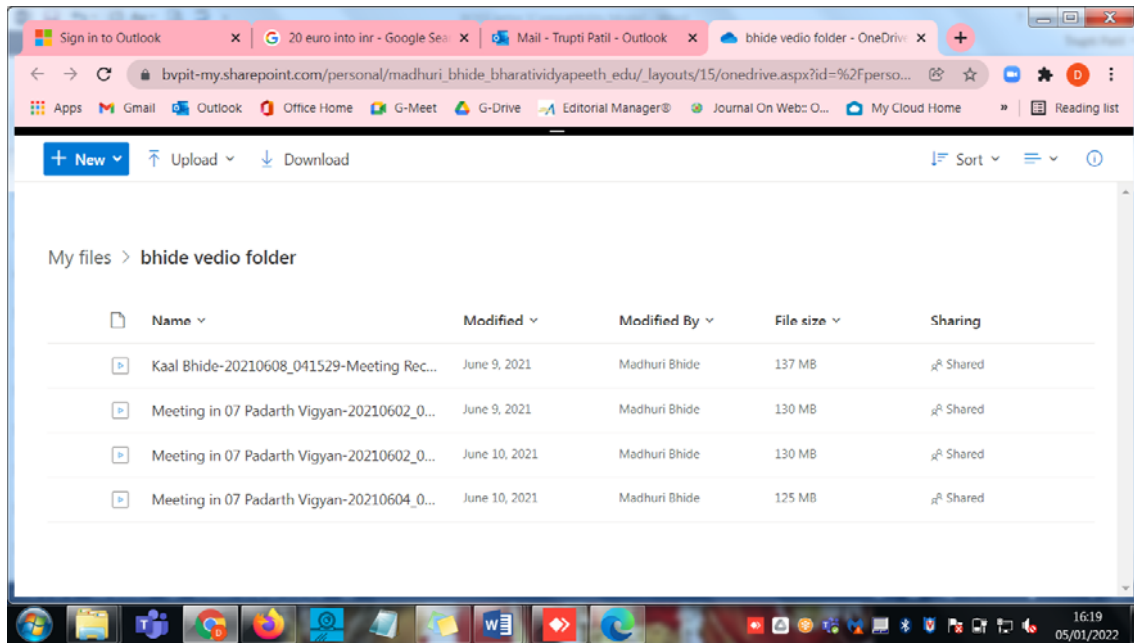 Sign in to Outlook
20 euro into inr - Google Sea
Mail - Trupti Patil - Outlook
bhide vedio folder - OneDriv
bvpit-my.sharepoint.com/personal/madhuri_bhide_bharatividyapeeth_edu/_layouts/15/onedrive.aspx?id=%2Fperso...
D
Apps Gmail Outlook Office Home G-Meet G-Drive Editorial Manager® Journal On Web:: O... My Cloud Home » Reading list
+ New Upload Download Sort
My files > bhide vedio folder
Name Modified Modified By File size Sharing
Kaal Bhide-20210608_041529-Meeting Rec... June 9, 2021 Madhuri Bhide 137 MB Shared
Meeting in 07 Padarth Vigyan-20210602_0... June 9, 2021 Madhuri Bhide 130 MB Shared
Meeting in 07 Padarth Vigyan-20210602_0... June 10, 2021 Madhuri Bhide 130 MB Shared
Meeting in 07 Padarth Vigyan-20210604_0... June 10, 2021 Madhuri Bhide 125 MB Shared
16:19
05/01/2022